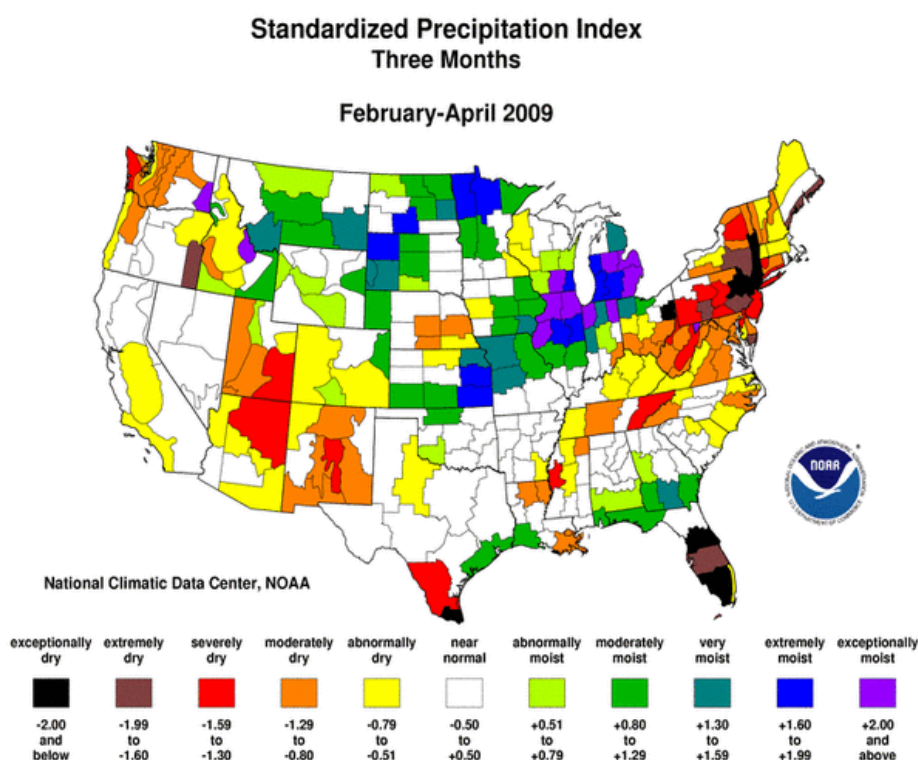 Standardized Precipitation Index
Three Months
February-April 2009
NOAA
National Climatic Data Center, NOAA
exceptionally dry
extremely dry
severely dry
moderately dry
abnormally dry
near normal
abnormally moist
moderately moist
very moist
extremely moist
exceptionally moist
-2.00 and below
-1.99 to -1.60
-1.59 to -1.30
-1.29 to -0.80
-0.79 to -0.51
-0.50 to +0.50
+0.51 to +0.79
+0.80 to +1.29
+1.30 to +1.59
+1.60 to +1.99
+2.00 and above